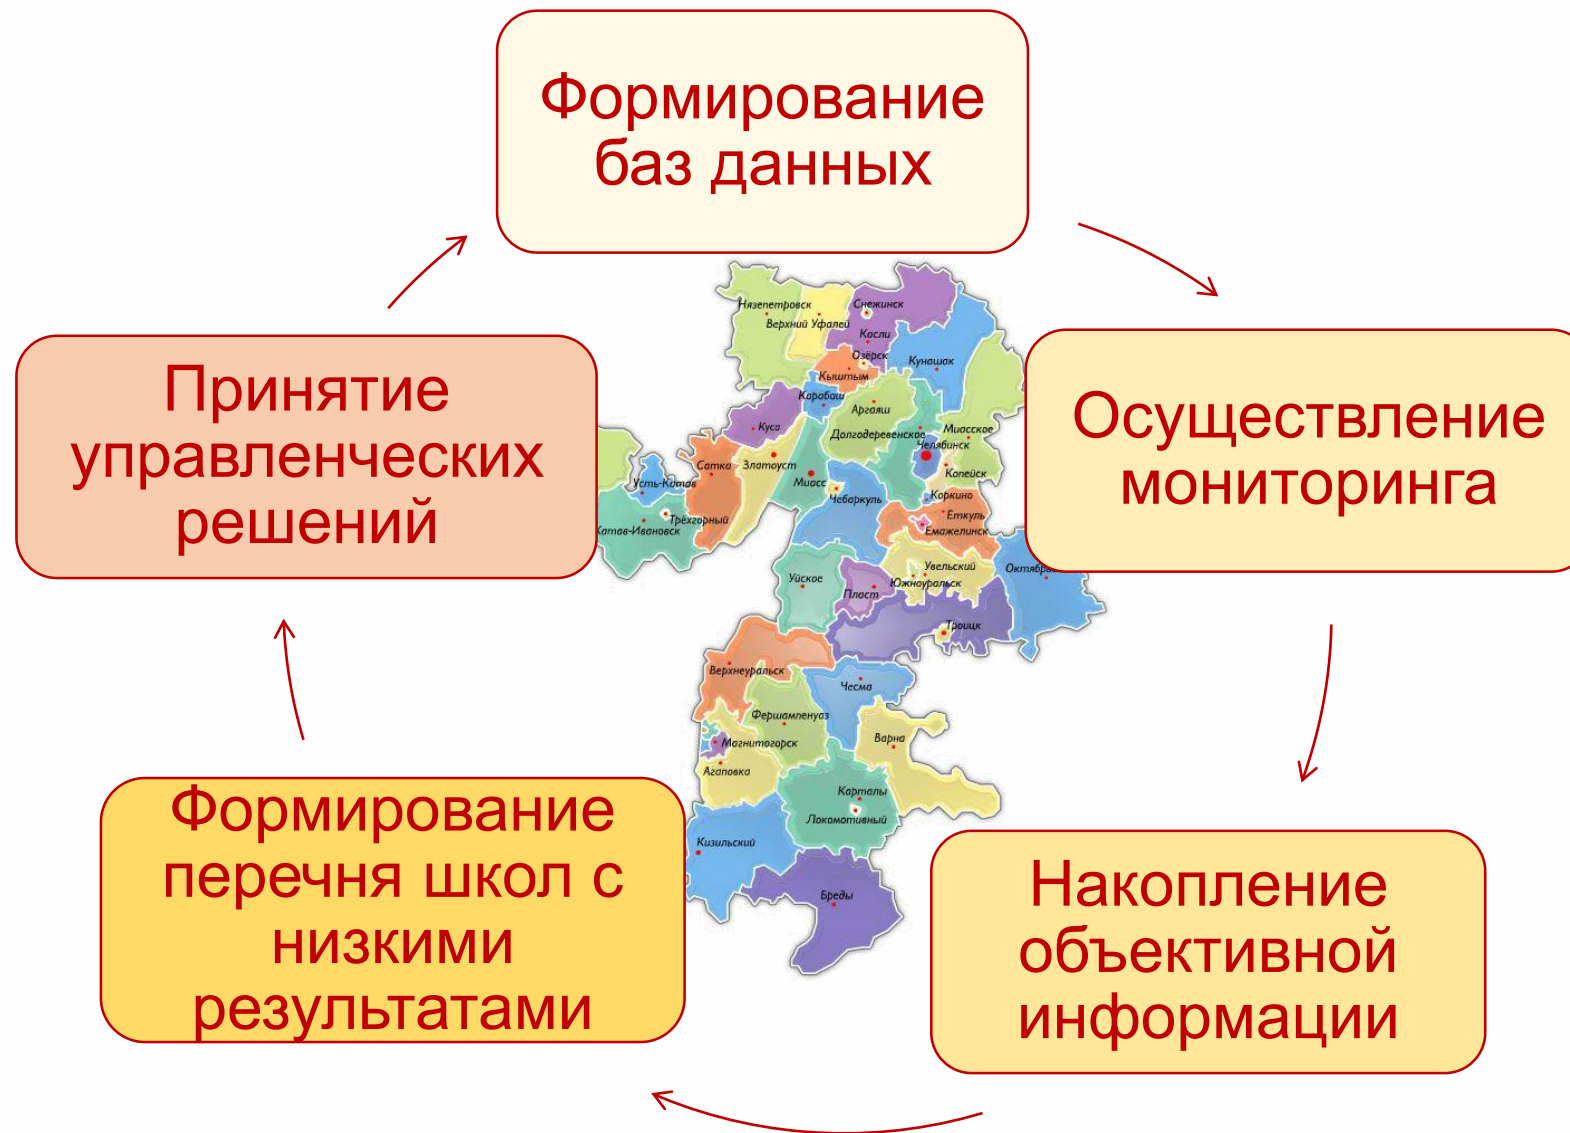 Формирование
баз данных
Принятие
управленческих
решений
Осуществление
мониторинга
Формирование
перечня школ с
низкими
результатами
Накопление
объективной
информации
Нязепетровск
Верхний Уфалей
Снежинск
Касли
Озёрск
Кунашак
Кыштым
Карабаш
Аргаяш
Куса
Долгодеревенское
Миасское
Челябинск
Сатка
Златоуст
Миасс
Копейск
Усть-Катав
Чебаркуль
Коркино
Трёхгорный
Еткуль
Катав-Ивановск
Емажелинск
Увельский
Октябр
Уйское
Южноуральск
Пласт
Троицк
Верхнеуральск
Чесма
Фершампенуаз
Магнитогорск
Варна
Агаповка
Карталы
Локомотивный
Кизильский
Бреды